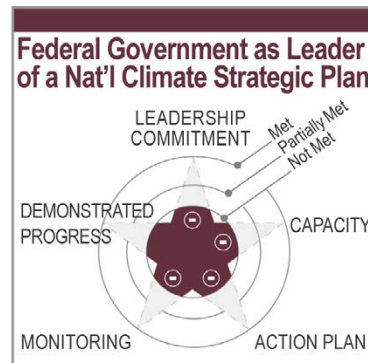 Federal Government as Leader
of a Nat'l Climate Strategic Plan
LEADERSHIP
COMMITMENT
Met
Partially Met
Not Met
DEMONSTRATED
PROGRESS
CAPACITY
MONITORING
ACTION PLAN